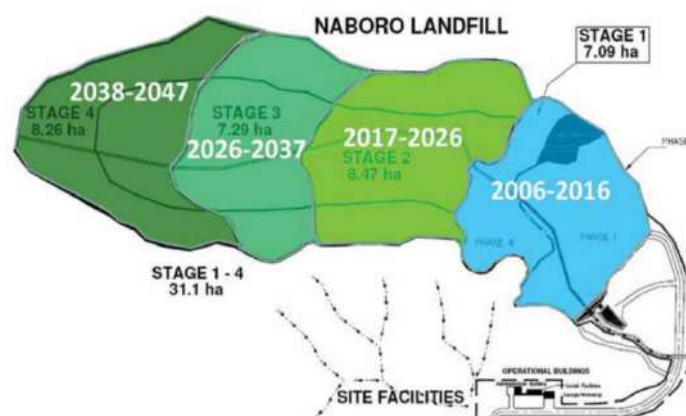 NABORO LANDFILL
STAGE 1
7.09 ha
2038-2047
STAGE 4
8.26 ha
STAGE 3
7.29 ha
2026-2037
2017-2026
STAGE 2
8.47 ha
2006-2016
PHASE
PHASE 1
STAGE 1 - 4
31.1 ha
OPERATIONAL BUILDINGS
SITE FACILITIES